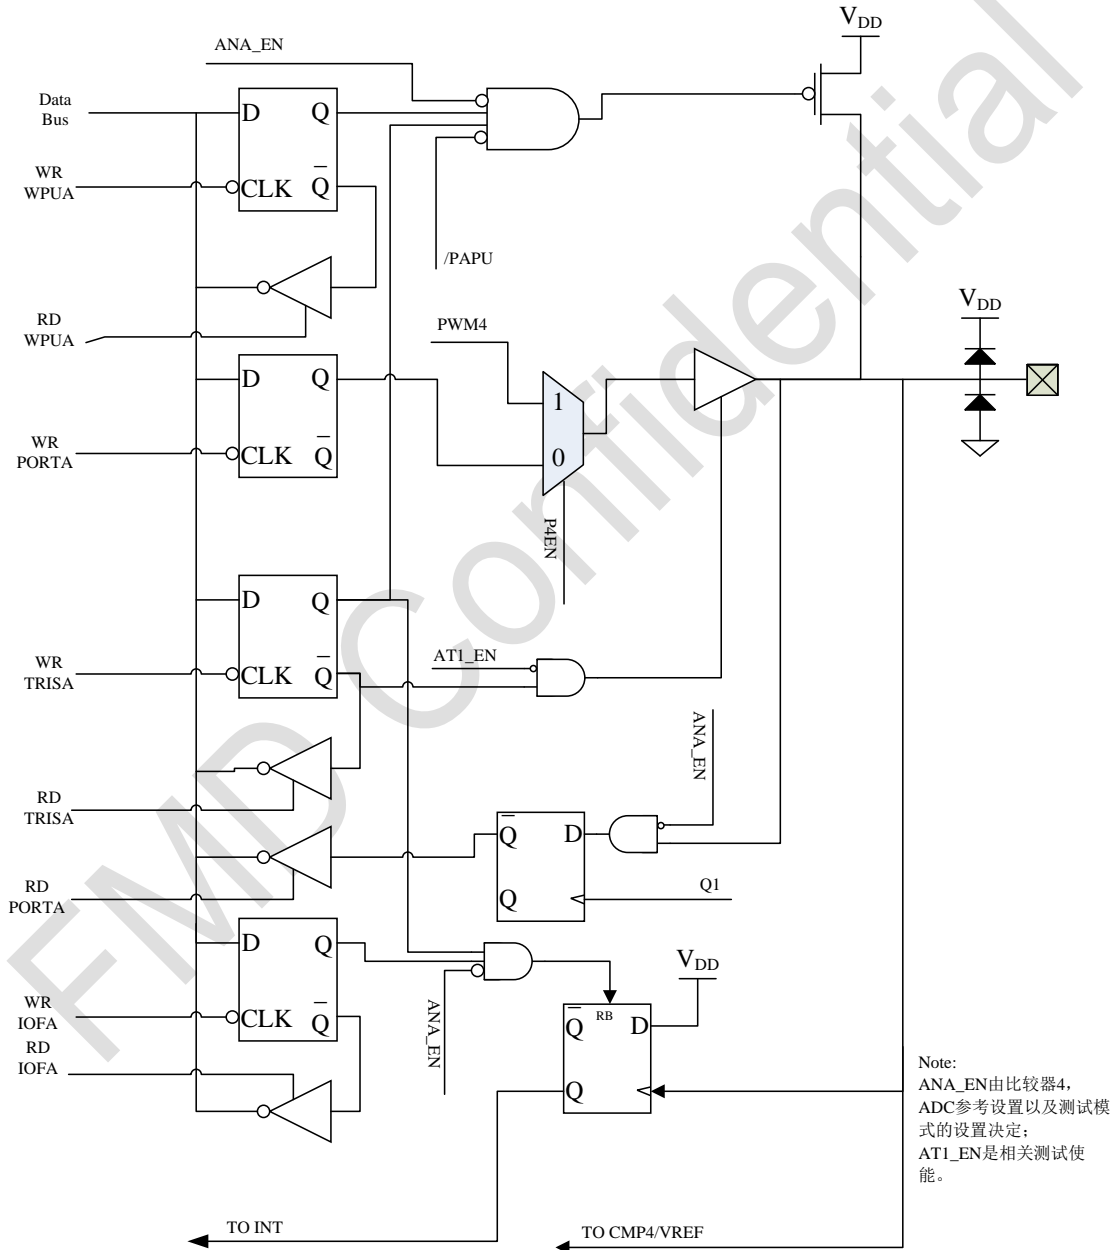 V_DD
ANA_EN
Data
Bus
D Q
WR
WPUA
CLK Q̅
/PAPU
RD
WPUA
PWM4
V_DD
D Q
1
WR
PORTA
CLK Q̅
0
P4EN
D Q
AT1_EN
WR
TRISA
CLK Q̅
ANA_EN
RD
TRISA
Q̅ D
RD
PORTA
Q Q1
D Q
V_DD
WR
IOFA
CLK Q̅
ANA_EN
Q̅ RB D
RD
IOFA
Q
Note:
ANA_EN由比较器4,
ADC参考设置以及测试模
式的设置决定;
AT1_EN是相关测试使
能。
TO INT
TO CMP4/VREF
FMD Confidential